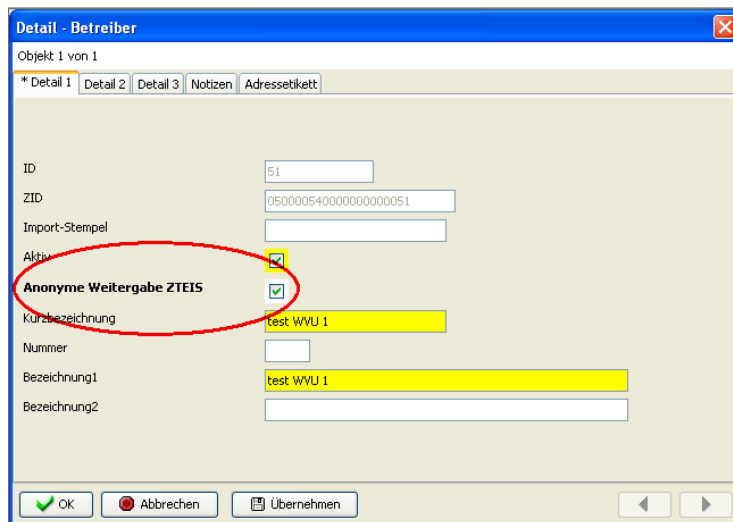 Detail - Betreiber
Objekt 1 von 1
* Detail 1 Detail 2 Detail 3 Notizen Adressetikett
ID 51
ZID 050000540000000000051
Import-Stempel
Aktiv
Anonyme Weitergabe ZTEIS
Kurzbezeichnung test WVU 1
Nummer
Bezeichnung1 test WVU 1
Bezeichnung2
OK Abbrechen Übernehmen